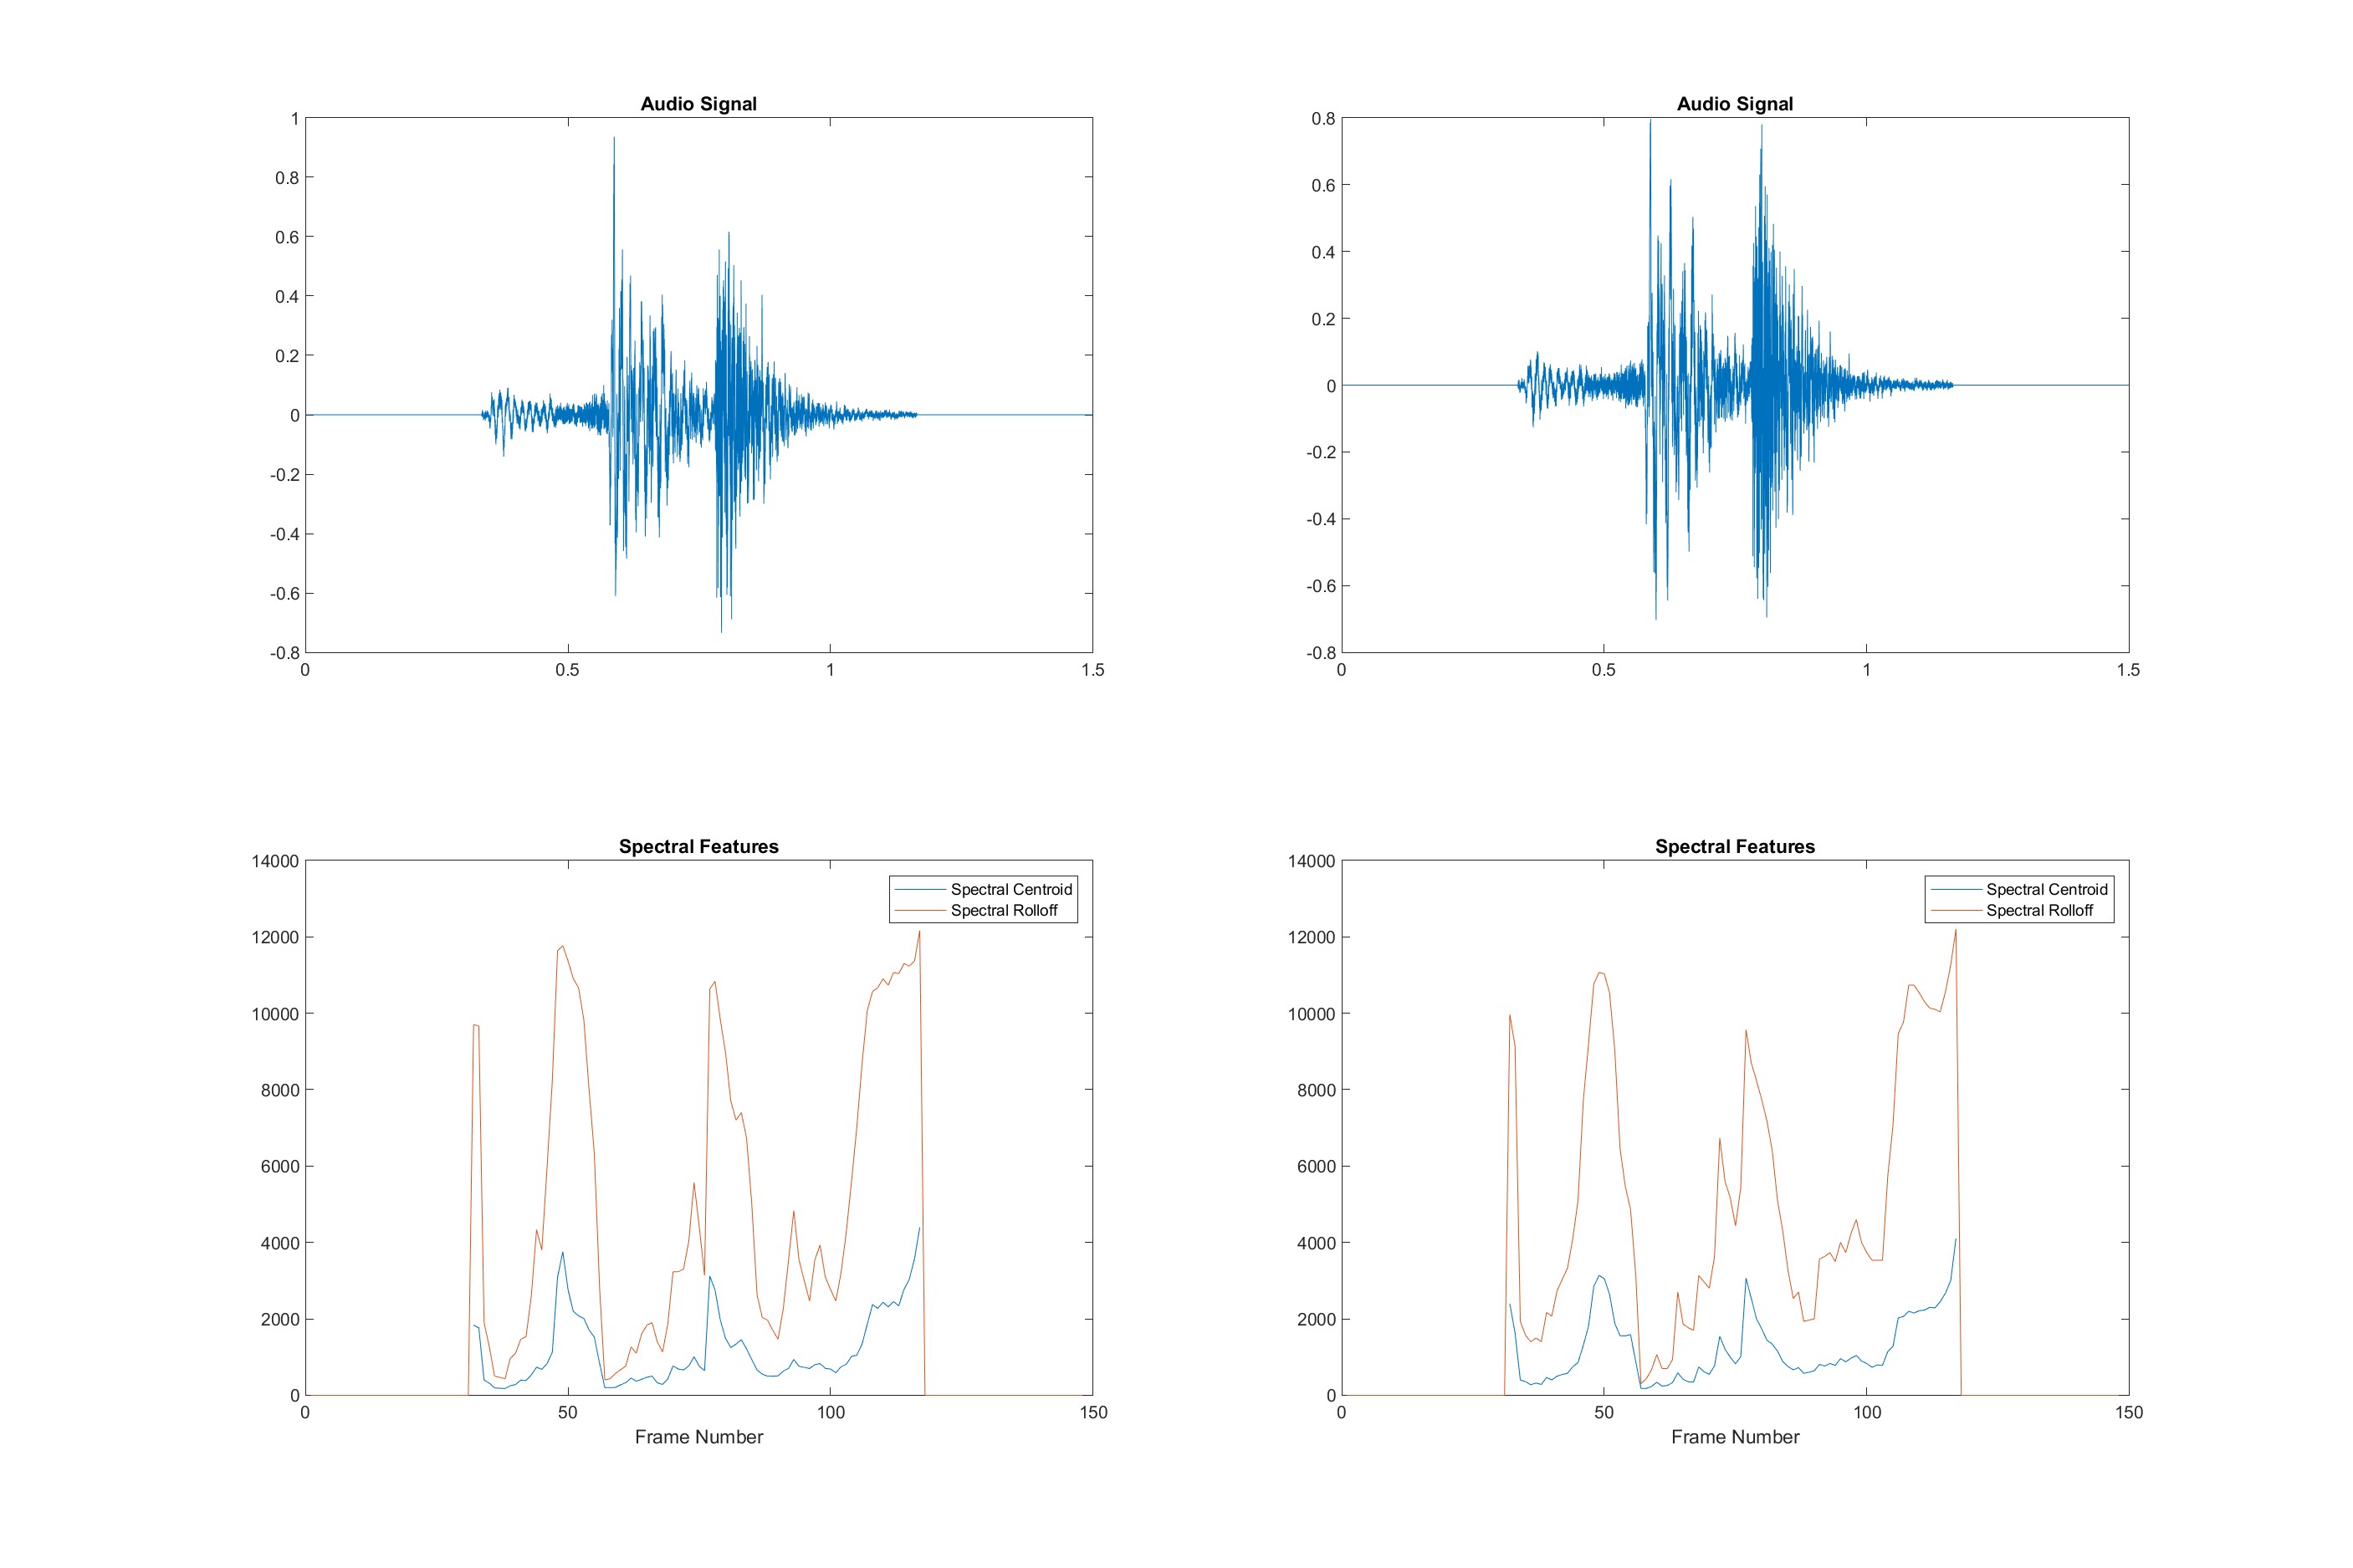 Audio Signal
1
0.8
0.6
0.4
0.2
0
-0.2
-0.4
-0.6
-0.8
0 0.5 1 1.5
Audio Signal
0.8
0.6
0.4
0.2
0
-0.2
-0.4
-0.6
-0.8
0 0.5 1 1.5
Spectral Features
14000
12000
10000
8000
6000
4000
2000
0
Spectral Centroid
Spectral Rolloff
0 50 100 150
Frame Number
Spectral Features
14000
12000
10000
8000
6000
4000
2000
0
Spectral Centroid
Spectral Rolloff
0 50 100 150
Frame Number